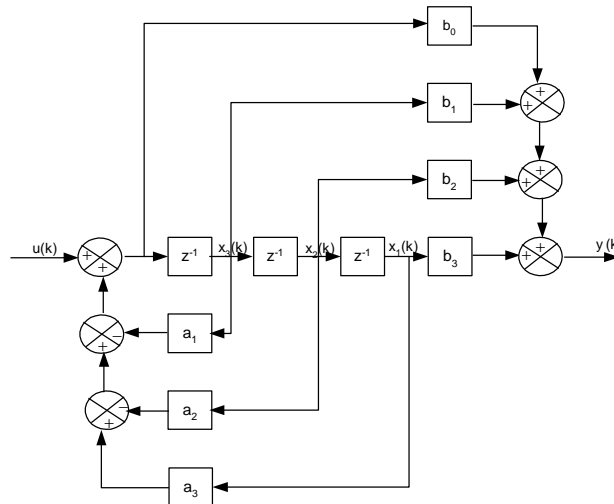 b₀
b₁
+
+
b₂
+
+
u(k)
+
+
z⁻¹
x₃(k)
z⁻¹
x₂(k)
z⁻¹
x₁(k)
b₃
+
+
y(k
a₁
−
a₂
−
+
a₃